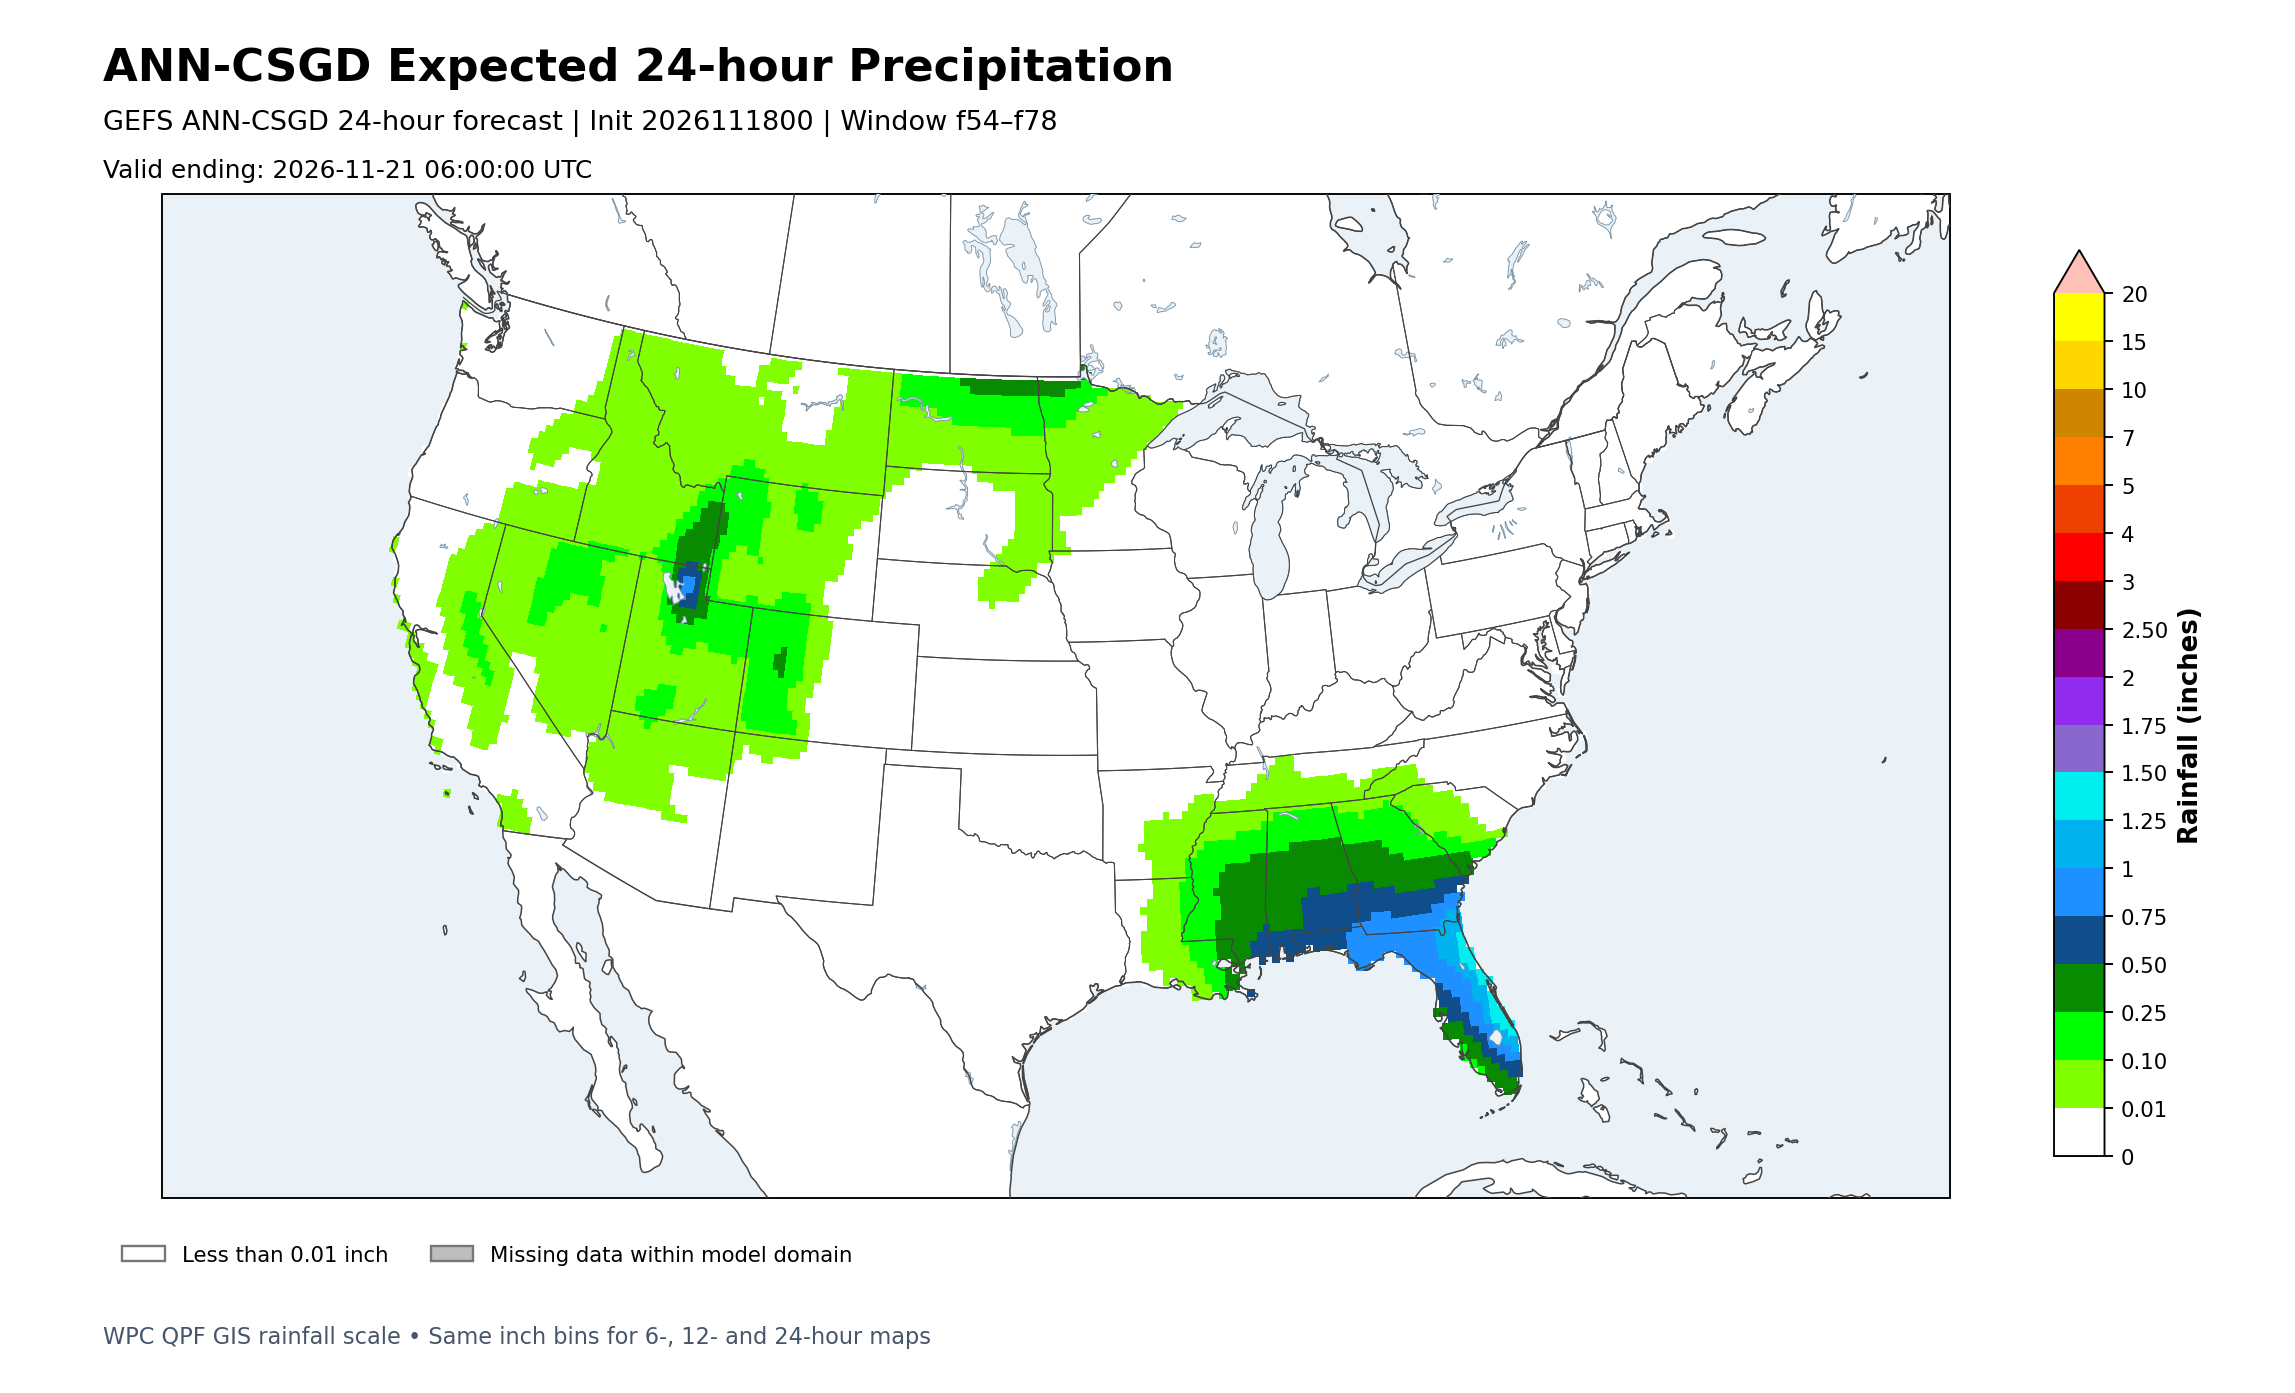 ANN-CSGD Expected 24-hour Precipitation
GEFS ANN-CSGD 24-hour forecast | Init 2026111800 | Window f54–f78
Valid ending: 2026-11-21 06:00:00 UTC
20
15
10
7
5
4
3
2.50
2
1.75
1.50
1.25
1
0.75
0.50
0.25
0.10
0.01
0
Rainfall (inches)
Less than 0.01 inch
Missing data within model domain
WPC QPF GIS rainfall scale • Same inch bins for 6-, 12- and 24-hour maps